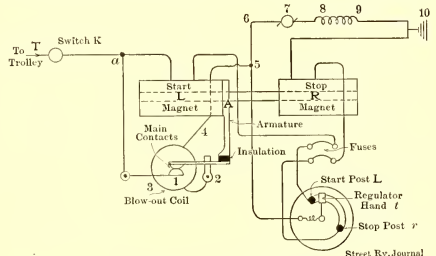 T
To
Trolley
Switch K
a
Start
L
Magnet
A
4
5
6
7
8
9
10
Stop
R
Magnet
Armature
Main
Contacts
Insulation
1
2
3
Blow-out Coil
Fuses
Start Post L
Regulator
Hand t
Stop Post r
Street Ry. Journal